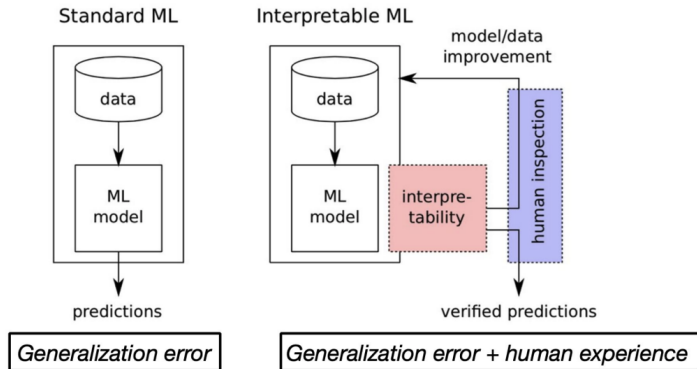 Standard ML
data
ML
model
predictions
Generalization error
Interpretable ML
model/data
improvement
data
ML
model
interpre-
tability
human inspection
verified predictions
Generalization error + human experience